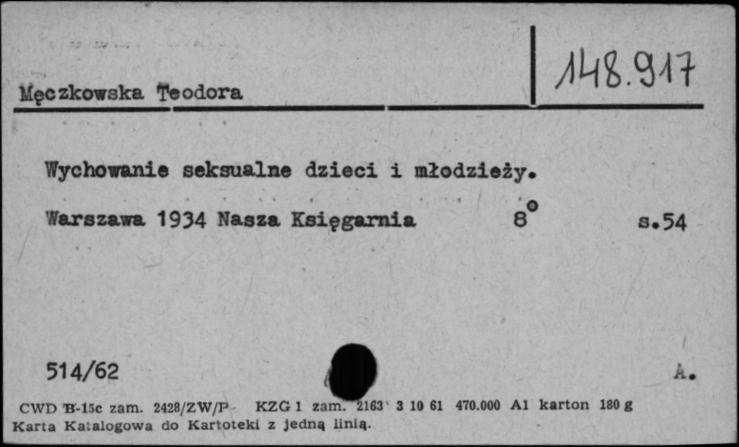 148.917
Męczkowska Teodora
Wychowanie seksualne dzieci i młodzieży.
Warszawa 1934 Nasza Księgarnia 8° s.54
514/62 A.
CWD B-15c zam. 2428/ZW/P KZG 1 zam. 2163 3 10 61 470.000 A1 karton 180 g
Karta Katalogowa do Kartoteki z jedną linią.